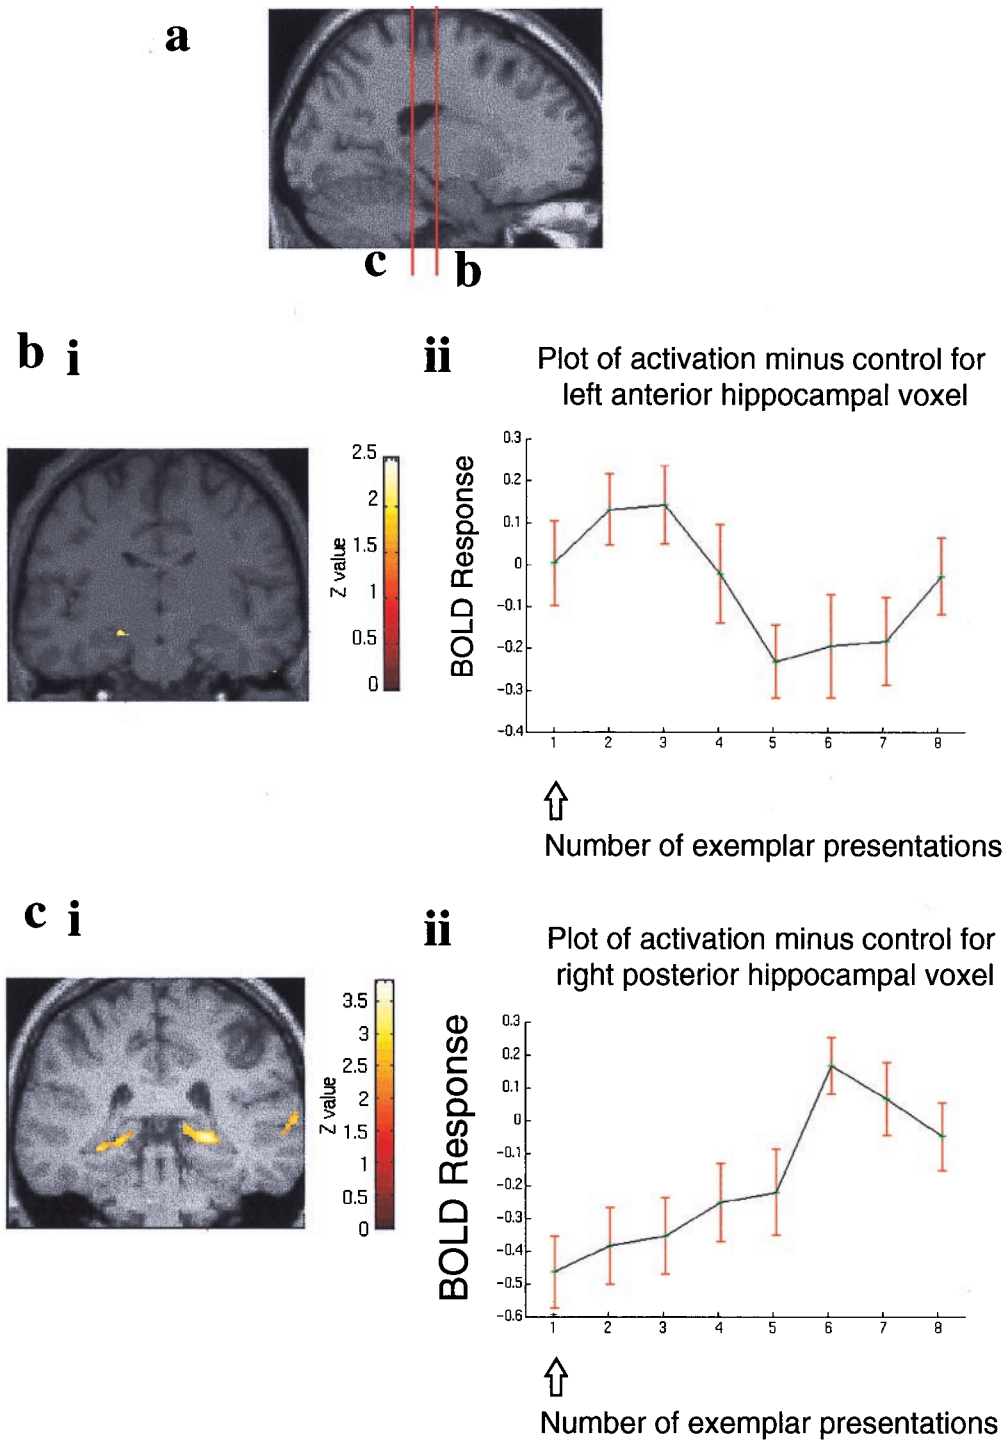 a
c b
b i
ii
Plot of activation minus control for
left anterior hippocampal voxel
2.5
2
1.5
1
0.5
0
Z value
BOLD Response
0.3
0.2
0.1
0
-0.1
-0.2
-0.3
-0.4
1 2 3 4 5 6 7 8
Number of exemplar presentations
c i
ii
Plot of activation minus control for
right posterior hippocampal voxel
3.5
3
2.5
2
1.5
1
0.5
0
Z value
BOLD Response
0.3
0.2
0.1
0
-0.1
-0.2
-0.3
-0.4
-0.5
-0.6
1 2 3 4 5 6 7 8
Number of exemplar presentations